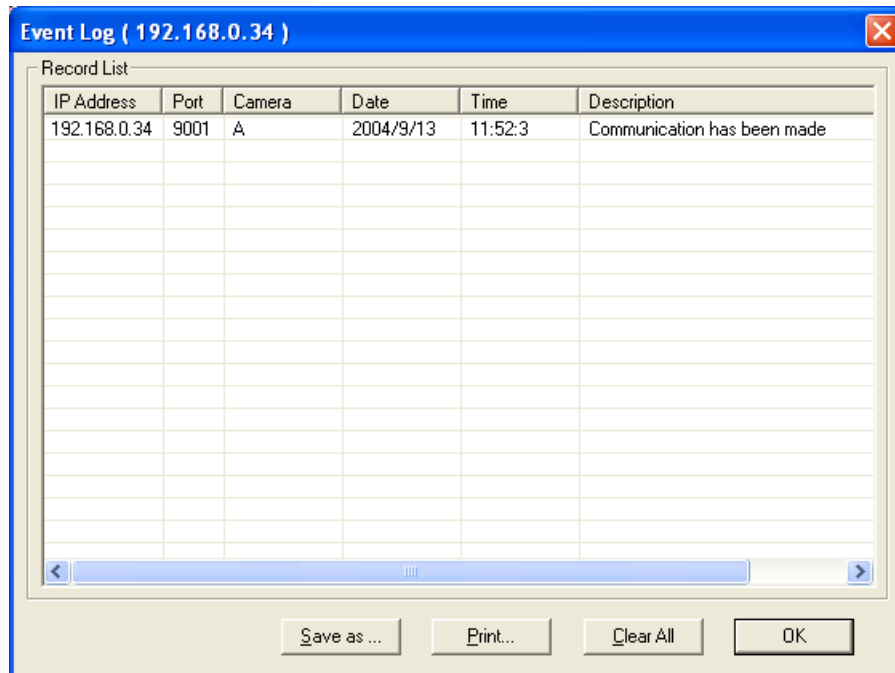 Event Log ( 192.168.0.34 )
Record List
IP Address Port Camera Date Time Description
192.168.0.34 9001 A 2004/9/13 11:52:3 Communication has been made
Save as ... Print... Clear All OK